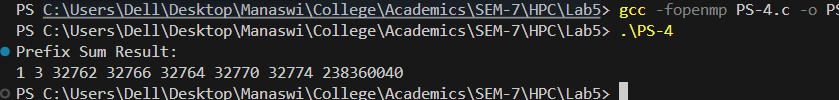 PS C:\Users\Dell\Desktop\Manaswi\College\Academics\SEM-7\HPC\Lab5> gcc -fopenmp PS-4.c -o PS
PS C:\Users\Dell\Desktop\Manaswi\College\Academics\SEM-7\HPC\Lab5> .\PS-4
Prefix Sum Result:
1 3 32762 32766 32764 32770 32774 238360040
PS C:\Users\Dell\Desktop\Manaswi\College\Academics\SEM-7\HPC\Lab5>